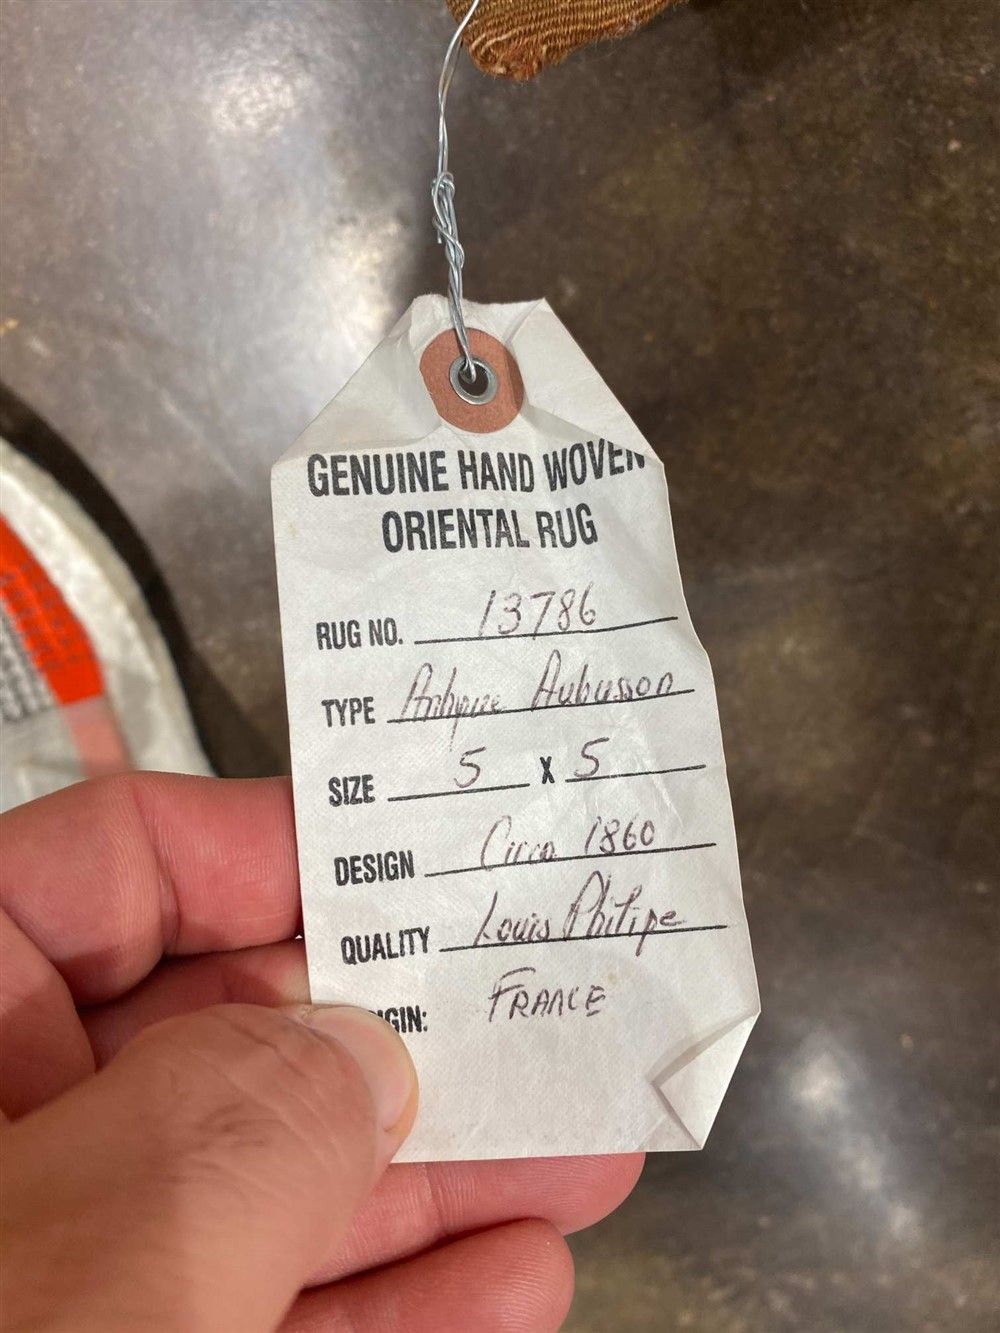 GENUINE HAND WOVEN
ORIENTAL RUG
RUG NO. 13786
TYPE Antique Aubusson
SIZE 5 X 5
DESIGN Circa 1860
QUALITY Louis Philipe
IGIN: FRANCE